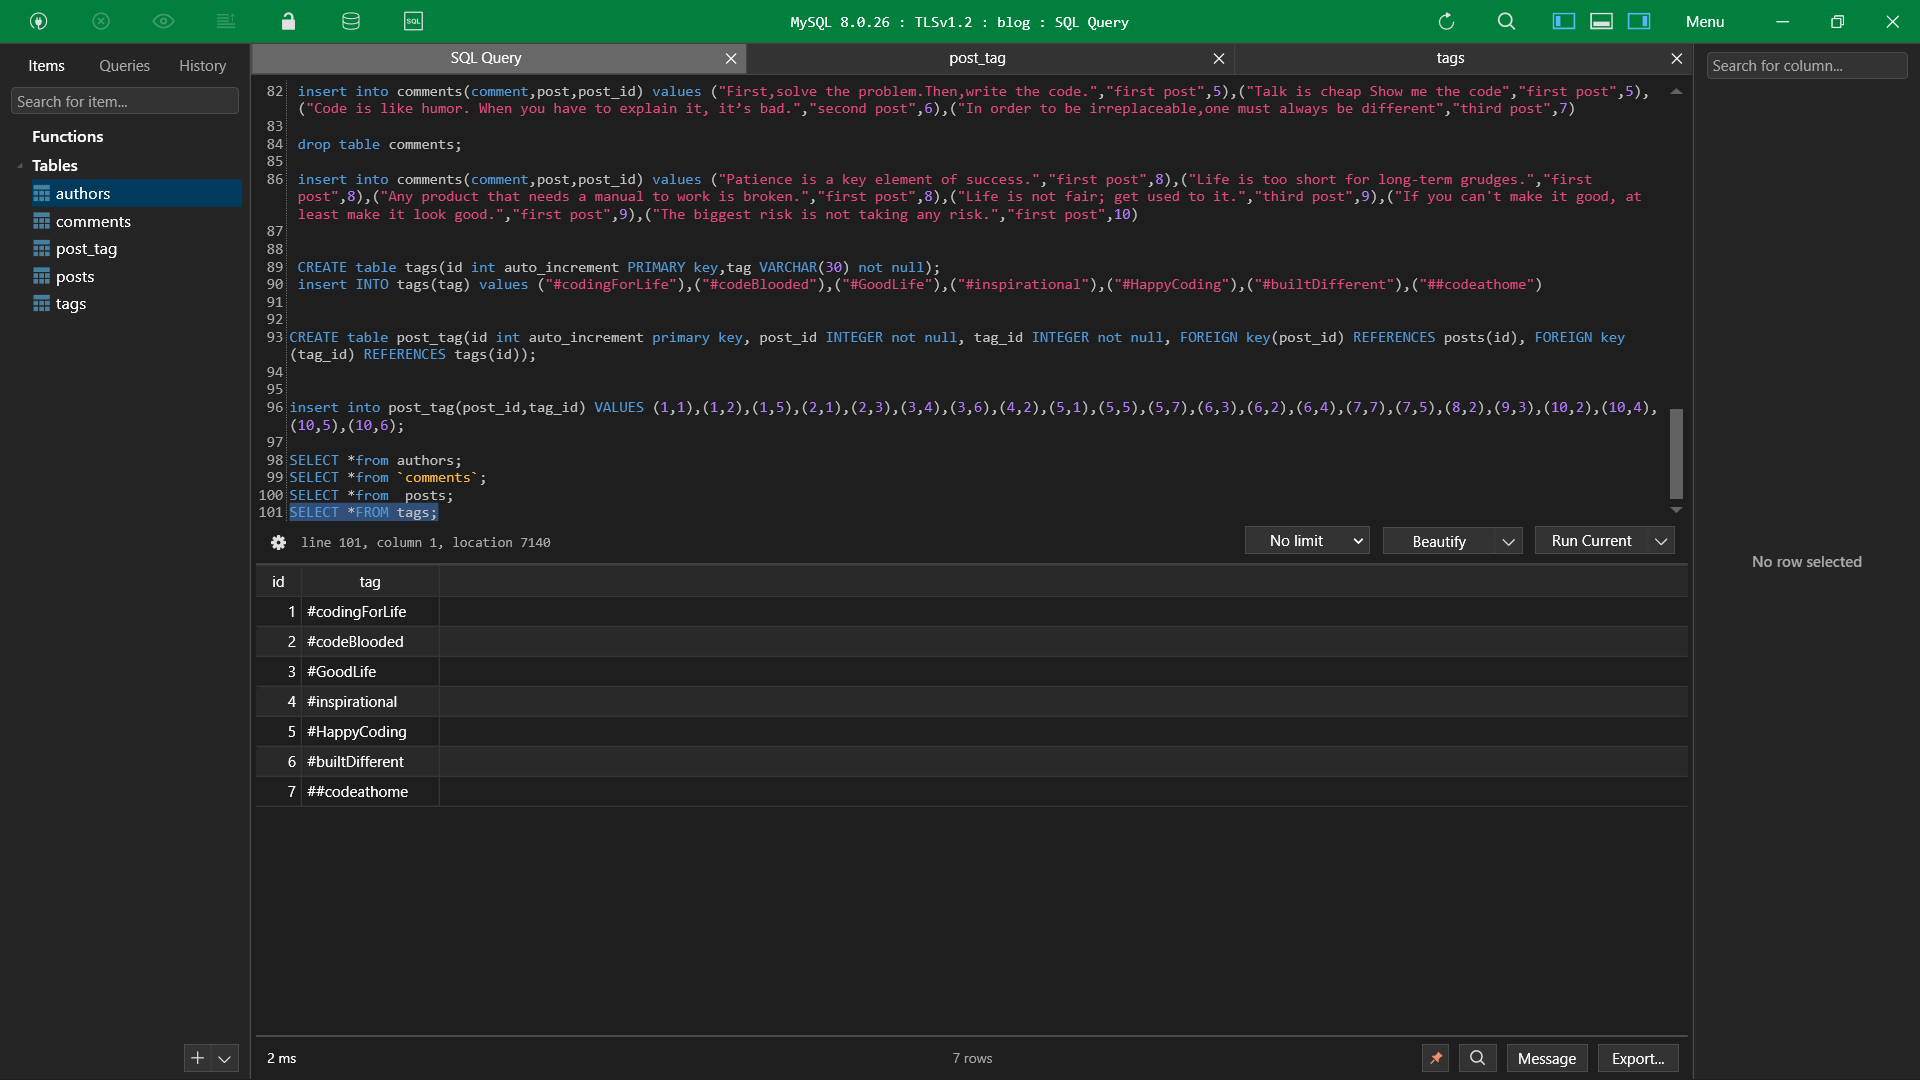 MySQL 8.0.26 : TLSv1.2 : blog : SQL Query
Menu
Items Queries History
SQL Query
post_tag
tags
Search for item...
Search for column...
Functions
Tables
authors
comments
post_tag
posts
tags
82 insert into comments(comment,post,post_id) values ("First,solve the problem.Then,write the code.","first post",5),("Talk is cheap Show me the code","first post",5),
("Code is like humor. When you have to explain it, it’s bad.","second post",6),("In order to be irreplaceable,one must always be different","third post",7)
83
84 drop table comments;
85
86 insert into comments(comment,post,post_id) values ("Patience is a key element of success.","first post",8),("Life is too short for long-term grudges.","first
post",8),("Any product that needs a manual to work is broken.","first post",8),("Life is not fair; get used to it.","third post",9),("If you can't make it good, at
least make it look good.","first post",9),("The biggest risk is not taking any risk.","first post",10)
87
88
89 CREATE table tags(id int auto_increment PRIMARY key,tag VARCHAR(30) not null);
90 insert INTO tags(tag) values ("#codingForLife"),("#codeBlooded"),("#GoodLife"),("#inspirational"),("#HappyCoding"),("#builtDifferent"),("##codeathome")
91
92
93 CREATE table post_tag(id int auto_increment primary key, post_id INTEGER not null, tag_id INTEGER not null, FOREIGN key(post_id) REFERENCES posts(id), FOREIGN key
(tag_id) REFERENCES tags(id));
94
95
96 insert into post_tag(post_id,tag_id) VALUES (1,1),(1,2),(1,5),(2,1),(2,3),(3,4),(3,6),(4,2),(5,1),(5,5),(5,7),(6,3),(6,2),(6,4),(7,7),(7,5),(8,2),(9,3),(10,2),(10,4),
(10,5),(10,6);
97
98 SELECT *from authors;
99 SELECT *from `comments`;
100 SELECT *from  posts;
101 SELECT *FROM tags;
line 101, column 1, location 7140
No limit
Beautify
Run Current
No row selected
id tag
1 #codingForLife
2 #codeBlooded
3 #GoodLife
4 #inspirational
5 #HappyCoding
6 #builtDifferent
7 ##codeathome
2 ms
7 rows
Message
Export...
SQL